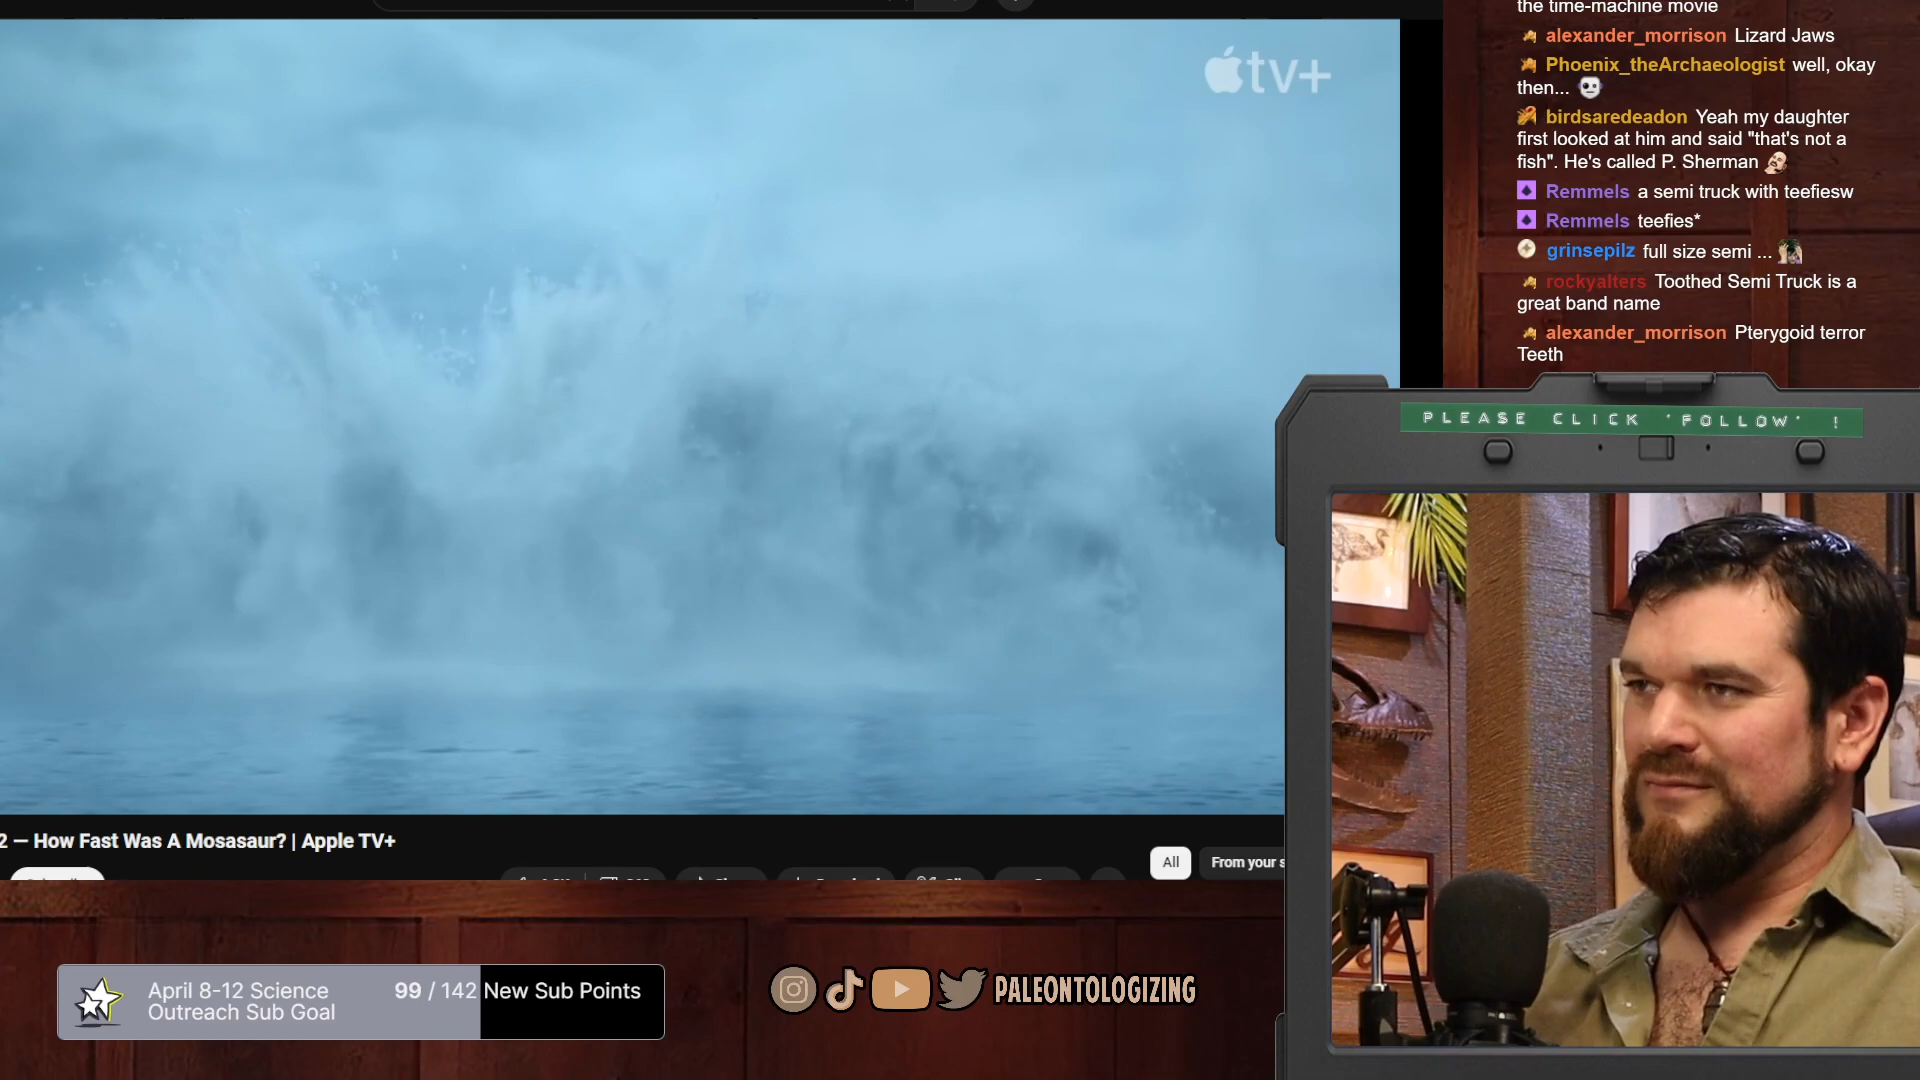 tv+
the time-machine movie
alexander_morrison Lizard Jaws
Phoenix_theArchaeologist well, okay
then...
birdsaredeadon Yeah my daughter
first looked at him and said "that's not a
fish". He's called P. Sherman
Remmels a semi truck with teefiesw
Remmels teefies*
grinsepilz full size semi ...
rockyalters Toothed Semi Truck is a
great band name
alexander_morrison Pterygoid terror
Teeth
PLEASE CLICK 'FOLLOW' !
2 — How Fast Was A Mosasaur? | Apple TV+
All From your s
April 8-12 Science
Outreach Sub Goal
99 / 142 New Sub Points
PALEONTOLOGIZING